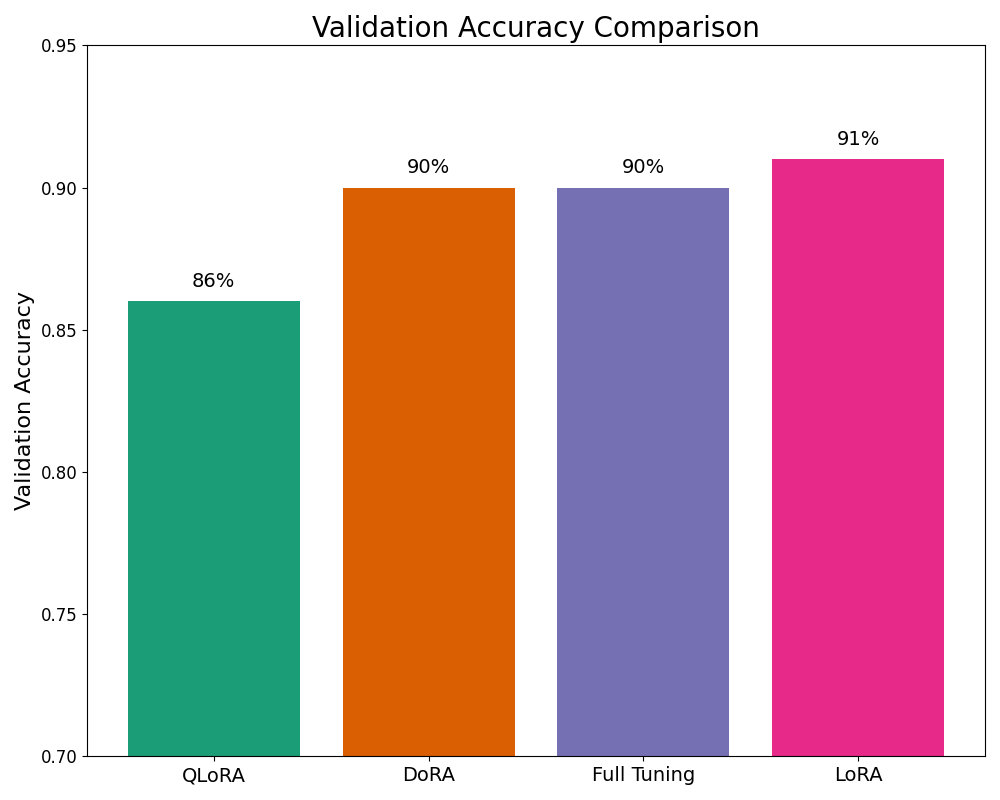 Validation Accuracy Comparison
0.95
0.90
0.85
0.80
0.75
0.70
Validation Accuracy
86%
90%
90%
91%
QLoRA
DoRA
Full Tuning
LoRA